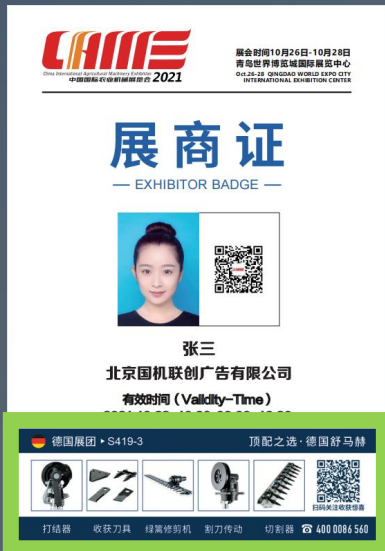 CAME
China International Agricultural Machinery Exhibition
中国国际农业机械展览会 2021
展会时间10月26日-10月28日
青岛世界博览城国际展览中心
Oct.26-28 QINGDAO WORLD EXPO CITY
INTERNATIONAL EXHIBITION CENTER
展商证
EXHIBITOR BADGE
张三
北京国机联创广告有限公司
有效时间（Validity-Time）
德国展团 ▸ S419-3
顶配之选·德国舒马赫
扫码关注收获惊喜
打结器 收获刀具 绿篱修剪机 割刀传动 切割器 ☎ 400 0086 560